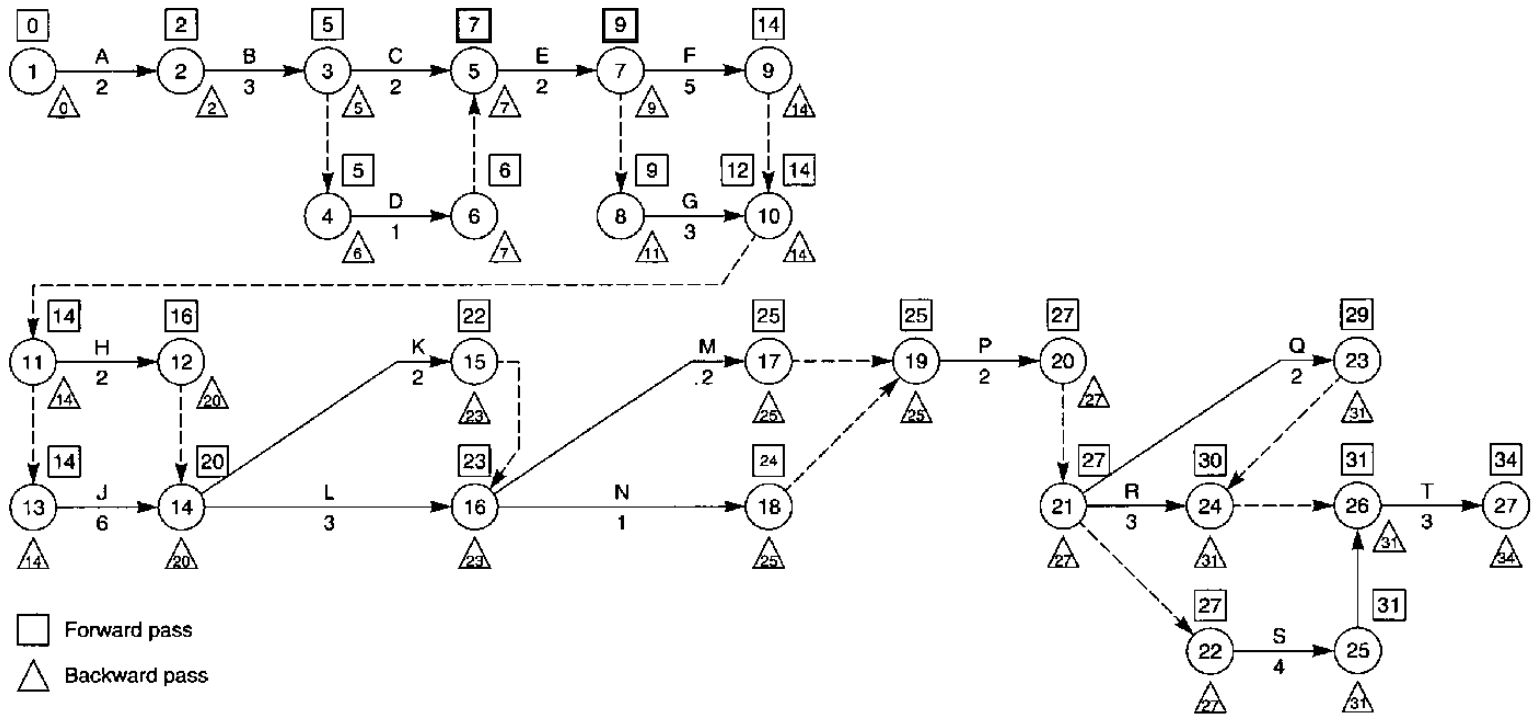 0 2 5 7 9 14
A B C E F
1 2 3 5 7 9
2 3 2 2 5
0 2 5 7 9 14
5 6 9 12 14
D G
4 6 8 10
1 3
6 7 11 14
14 16 22 25 25 27 29
H K M P Q
11 12 15 17 19 20 23
2 2 .2 2 2
14 20 23 25 25 27 31
14 20 23 24 27 30 31 34
J L N R T
13 14 16 18 21 24 26 27
6 3 1 3 3
14 20 23 25 27 31 31 34
27 31
Forward pass
S
22 25
4
Backward pass
27 31